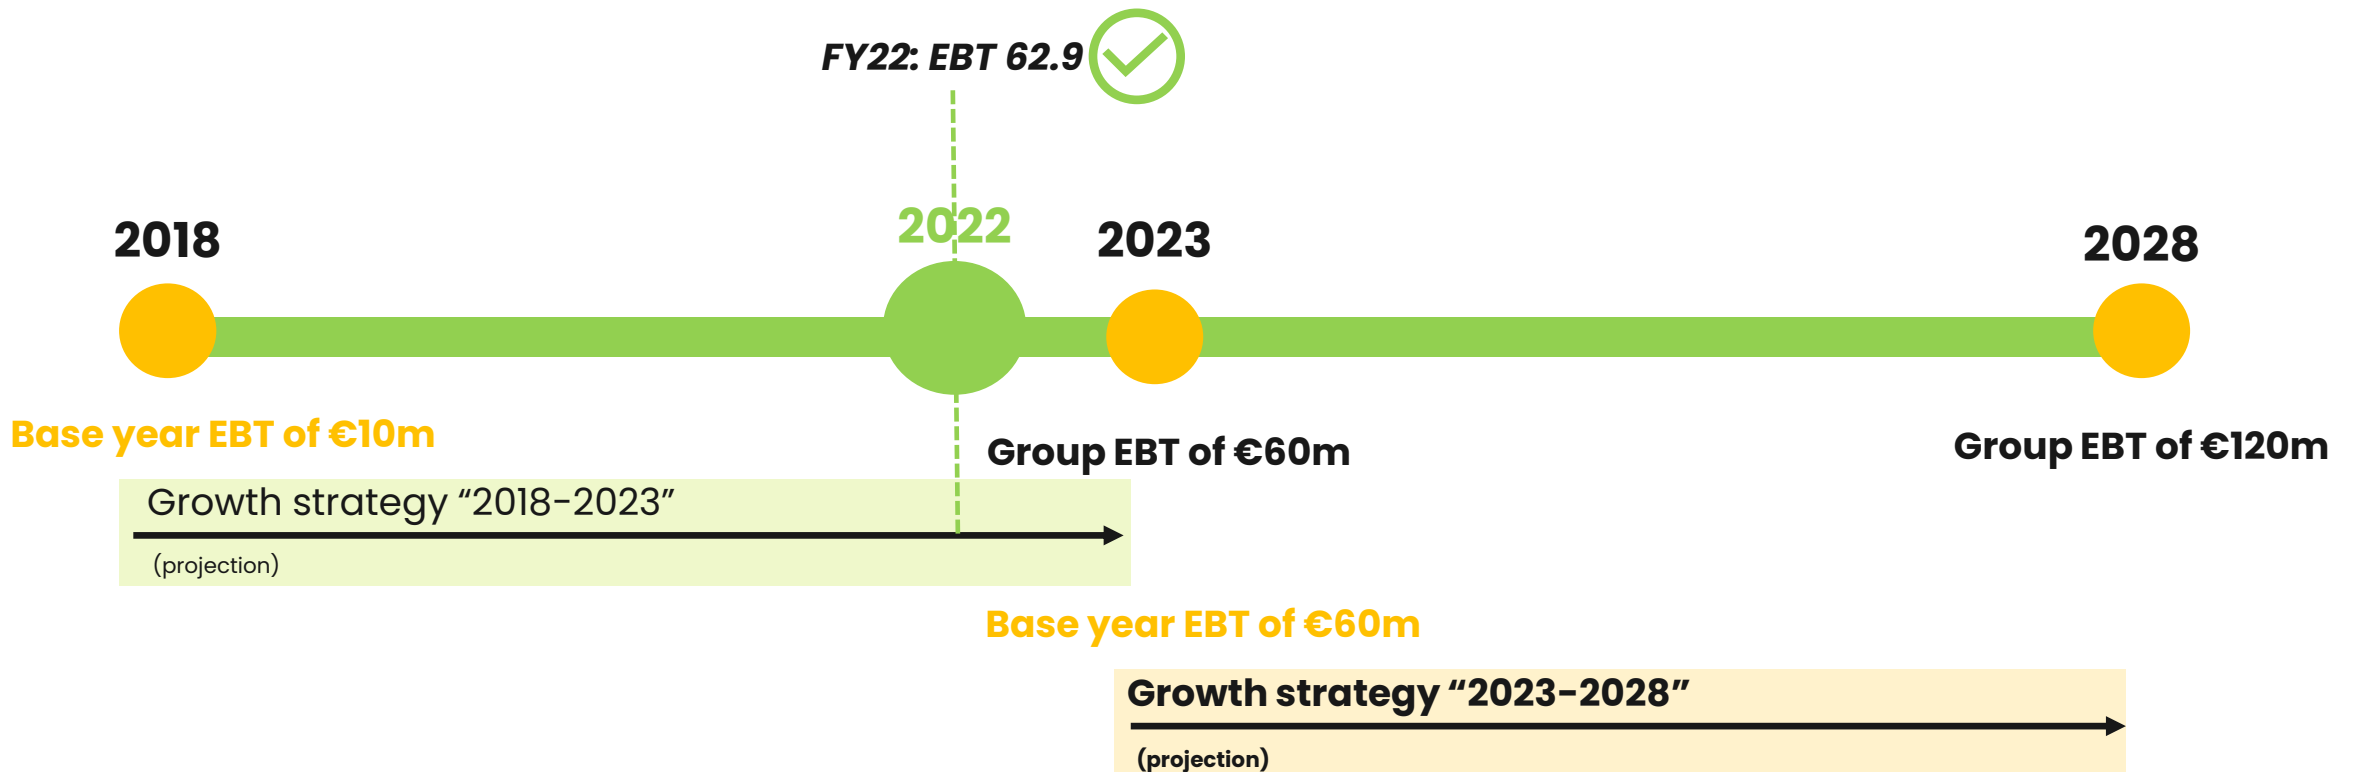 FY22: EBT 62.9
2018
2022
2023
2028
Base year EBT of €10m
Group EBT of €60m
Group EBT of €120m
Growth strategy “2018-2023”
(projection)
Base year EBT of €60m
Growth strategy “2023-2028”
(projection)